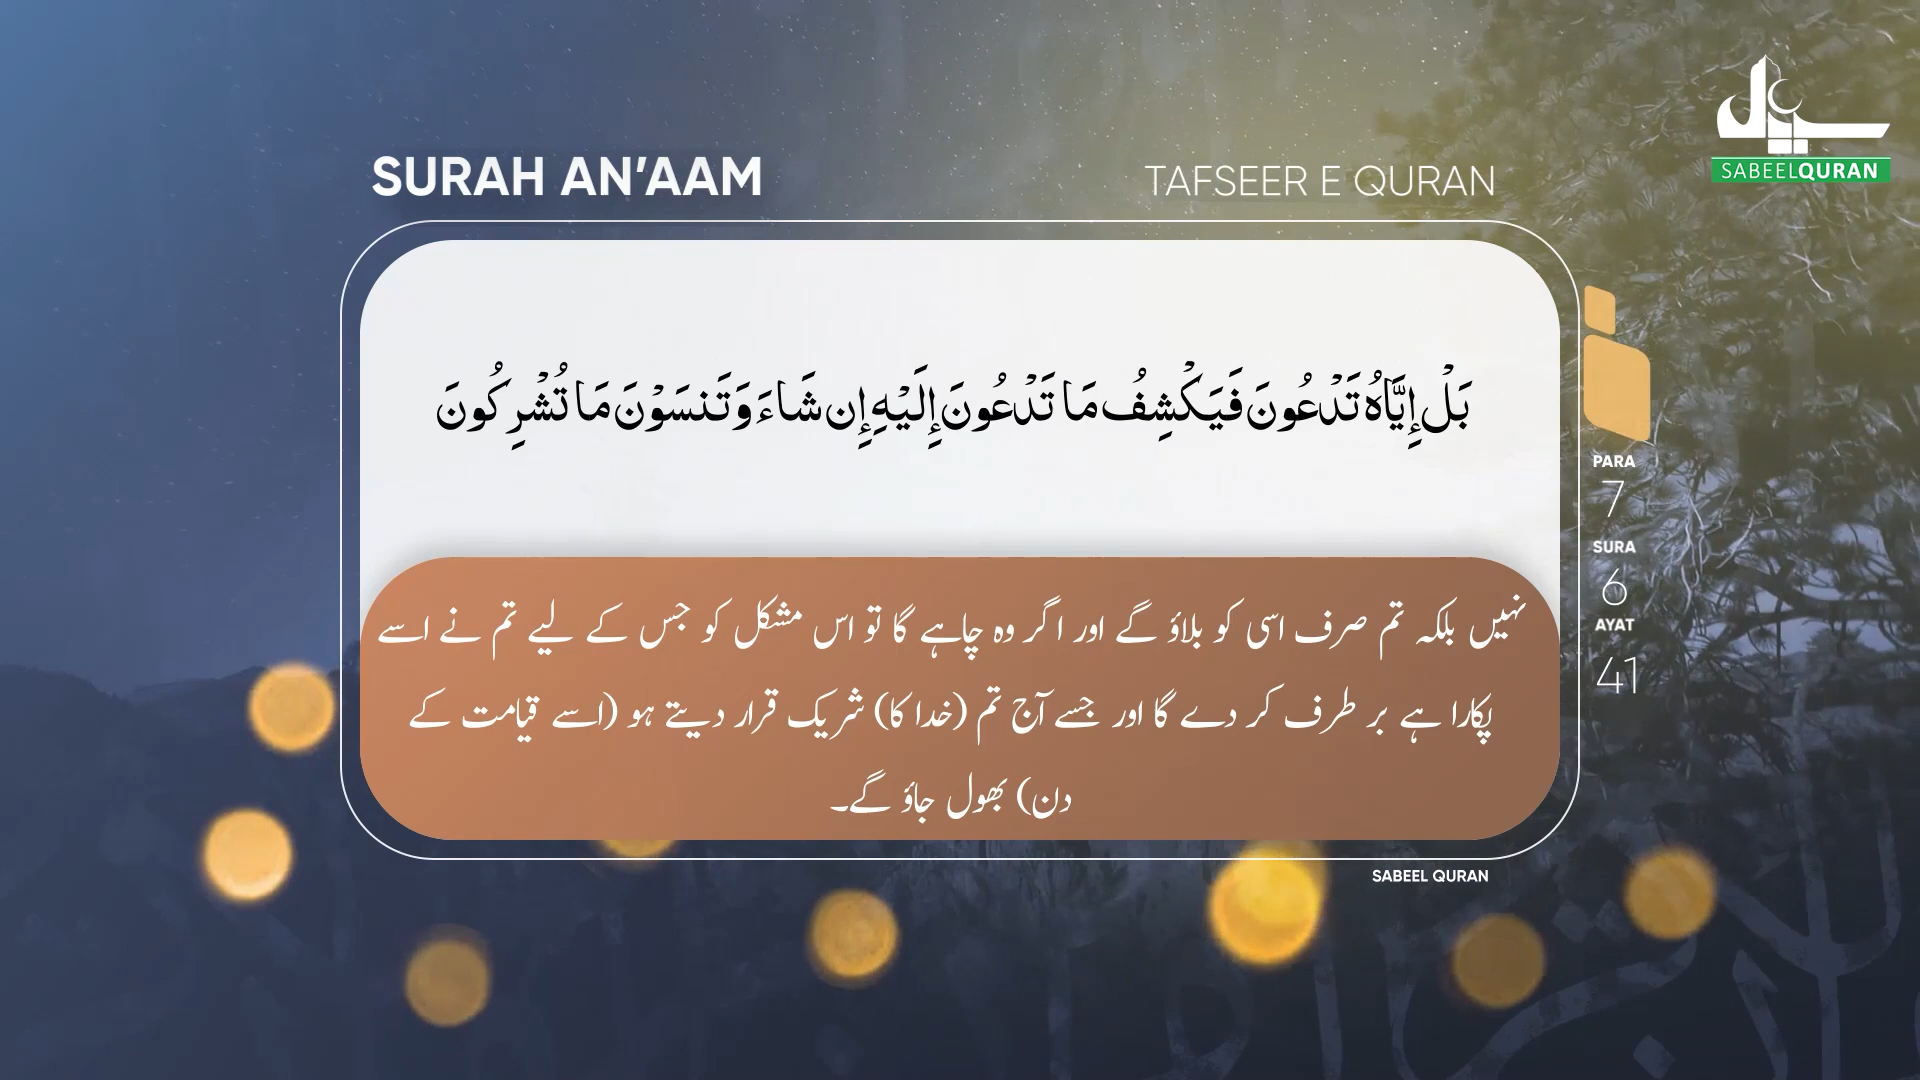 سبیل
SABEELQURAN
SURAH AN'AAM
TAFSEER E QURAN
بَلْ إِيَّاهُ تَدْعُونَ فَيَكْشِفُ مَا تَدْعُونَ إِلَيْهِ إِن شَاءَ وَتَنسَوْنَ مَا تُشْرِكُونَ
نہیں بلکہ تم صرف اسی کو بلاؤ گے اور اگر وہ چاہے گا تو اس مشکل کو جس کے لیے تم نے اسے
پکارا ہے بر طرف کر دے گا اور جسے آج تم (خدا کا) شریک قرار دیتے ہو (اسے قیامت کے
دن) بھول جاؤ گے۔
PARA
7
SURA
6
AYAT
41
SABEEL QURAN